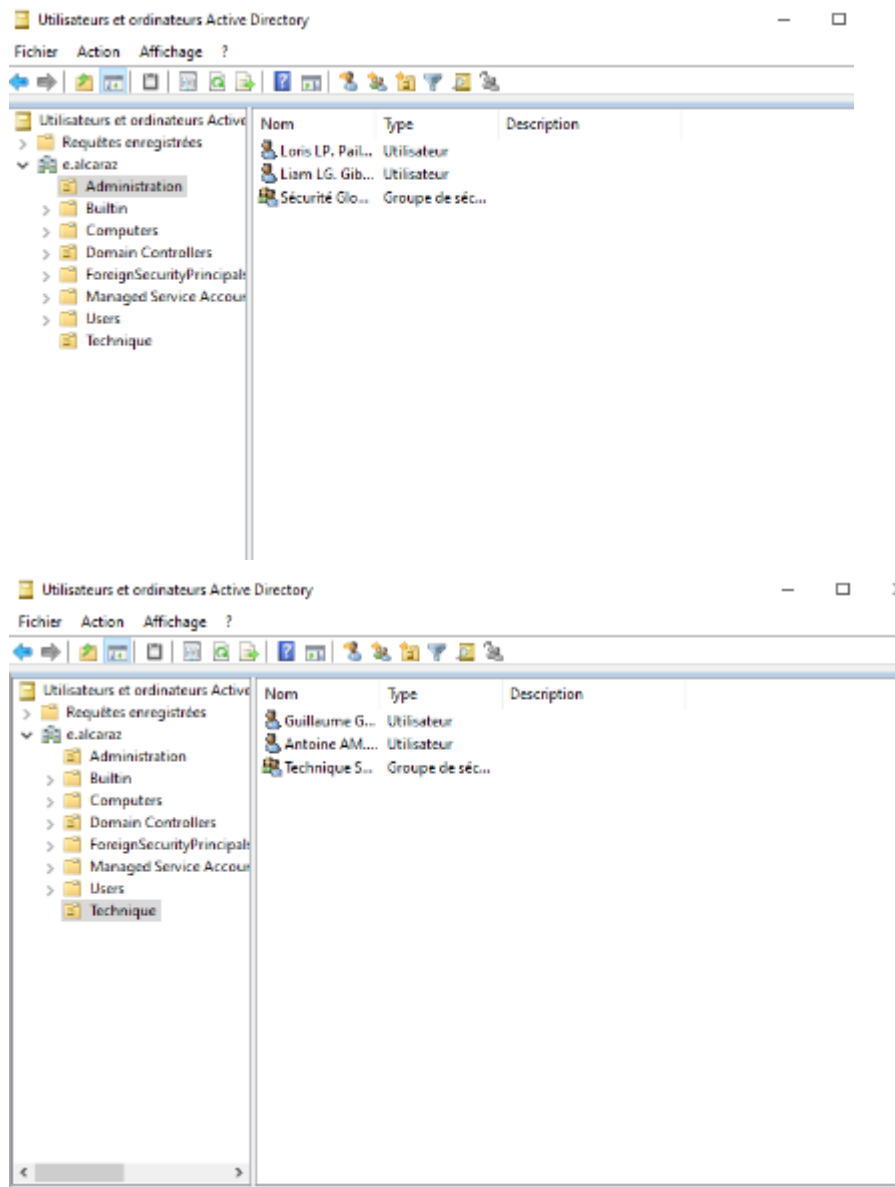 Utilisateurs et ordinateurs Active Directory
Fichier Action Affichage ?
Utilisateurs et ordinateurs Active
Requêtes enregistrées
e.alcaraz
Administration
Builtin
Computers
Domain Controllers
ForeignSecurityPrincipals
Managed Service Accour
Users
Technique
Nom Type Description
Loris LP. Pail... Utilisateur
Liam LG. Gib... Utilisateur
Sécurité Glo... Groupe de séc...
Utilisateurs et ordinateurs Active Directory
Fichier Action Affichage ?
Utilisateurs et ordinateurs Active
Requêtes enregistrées
e.alcaraz
Administration
Builtin
Computers
Domain Controllers
ForeignSecurityPrincipals
Managed Service Accour
Users
Technique
Nom Type Description
Guillaume G... Utilisateur
Antoine AM.... Utilisateur
Technique S... Groupe de séc...